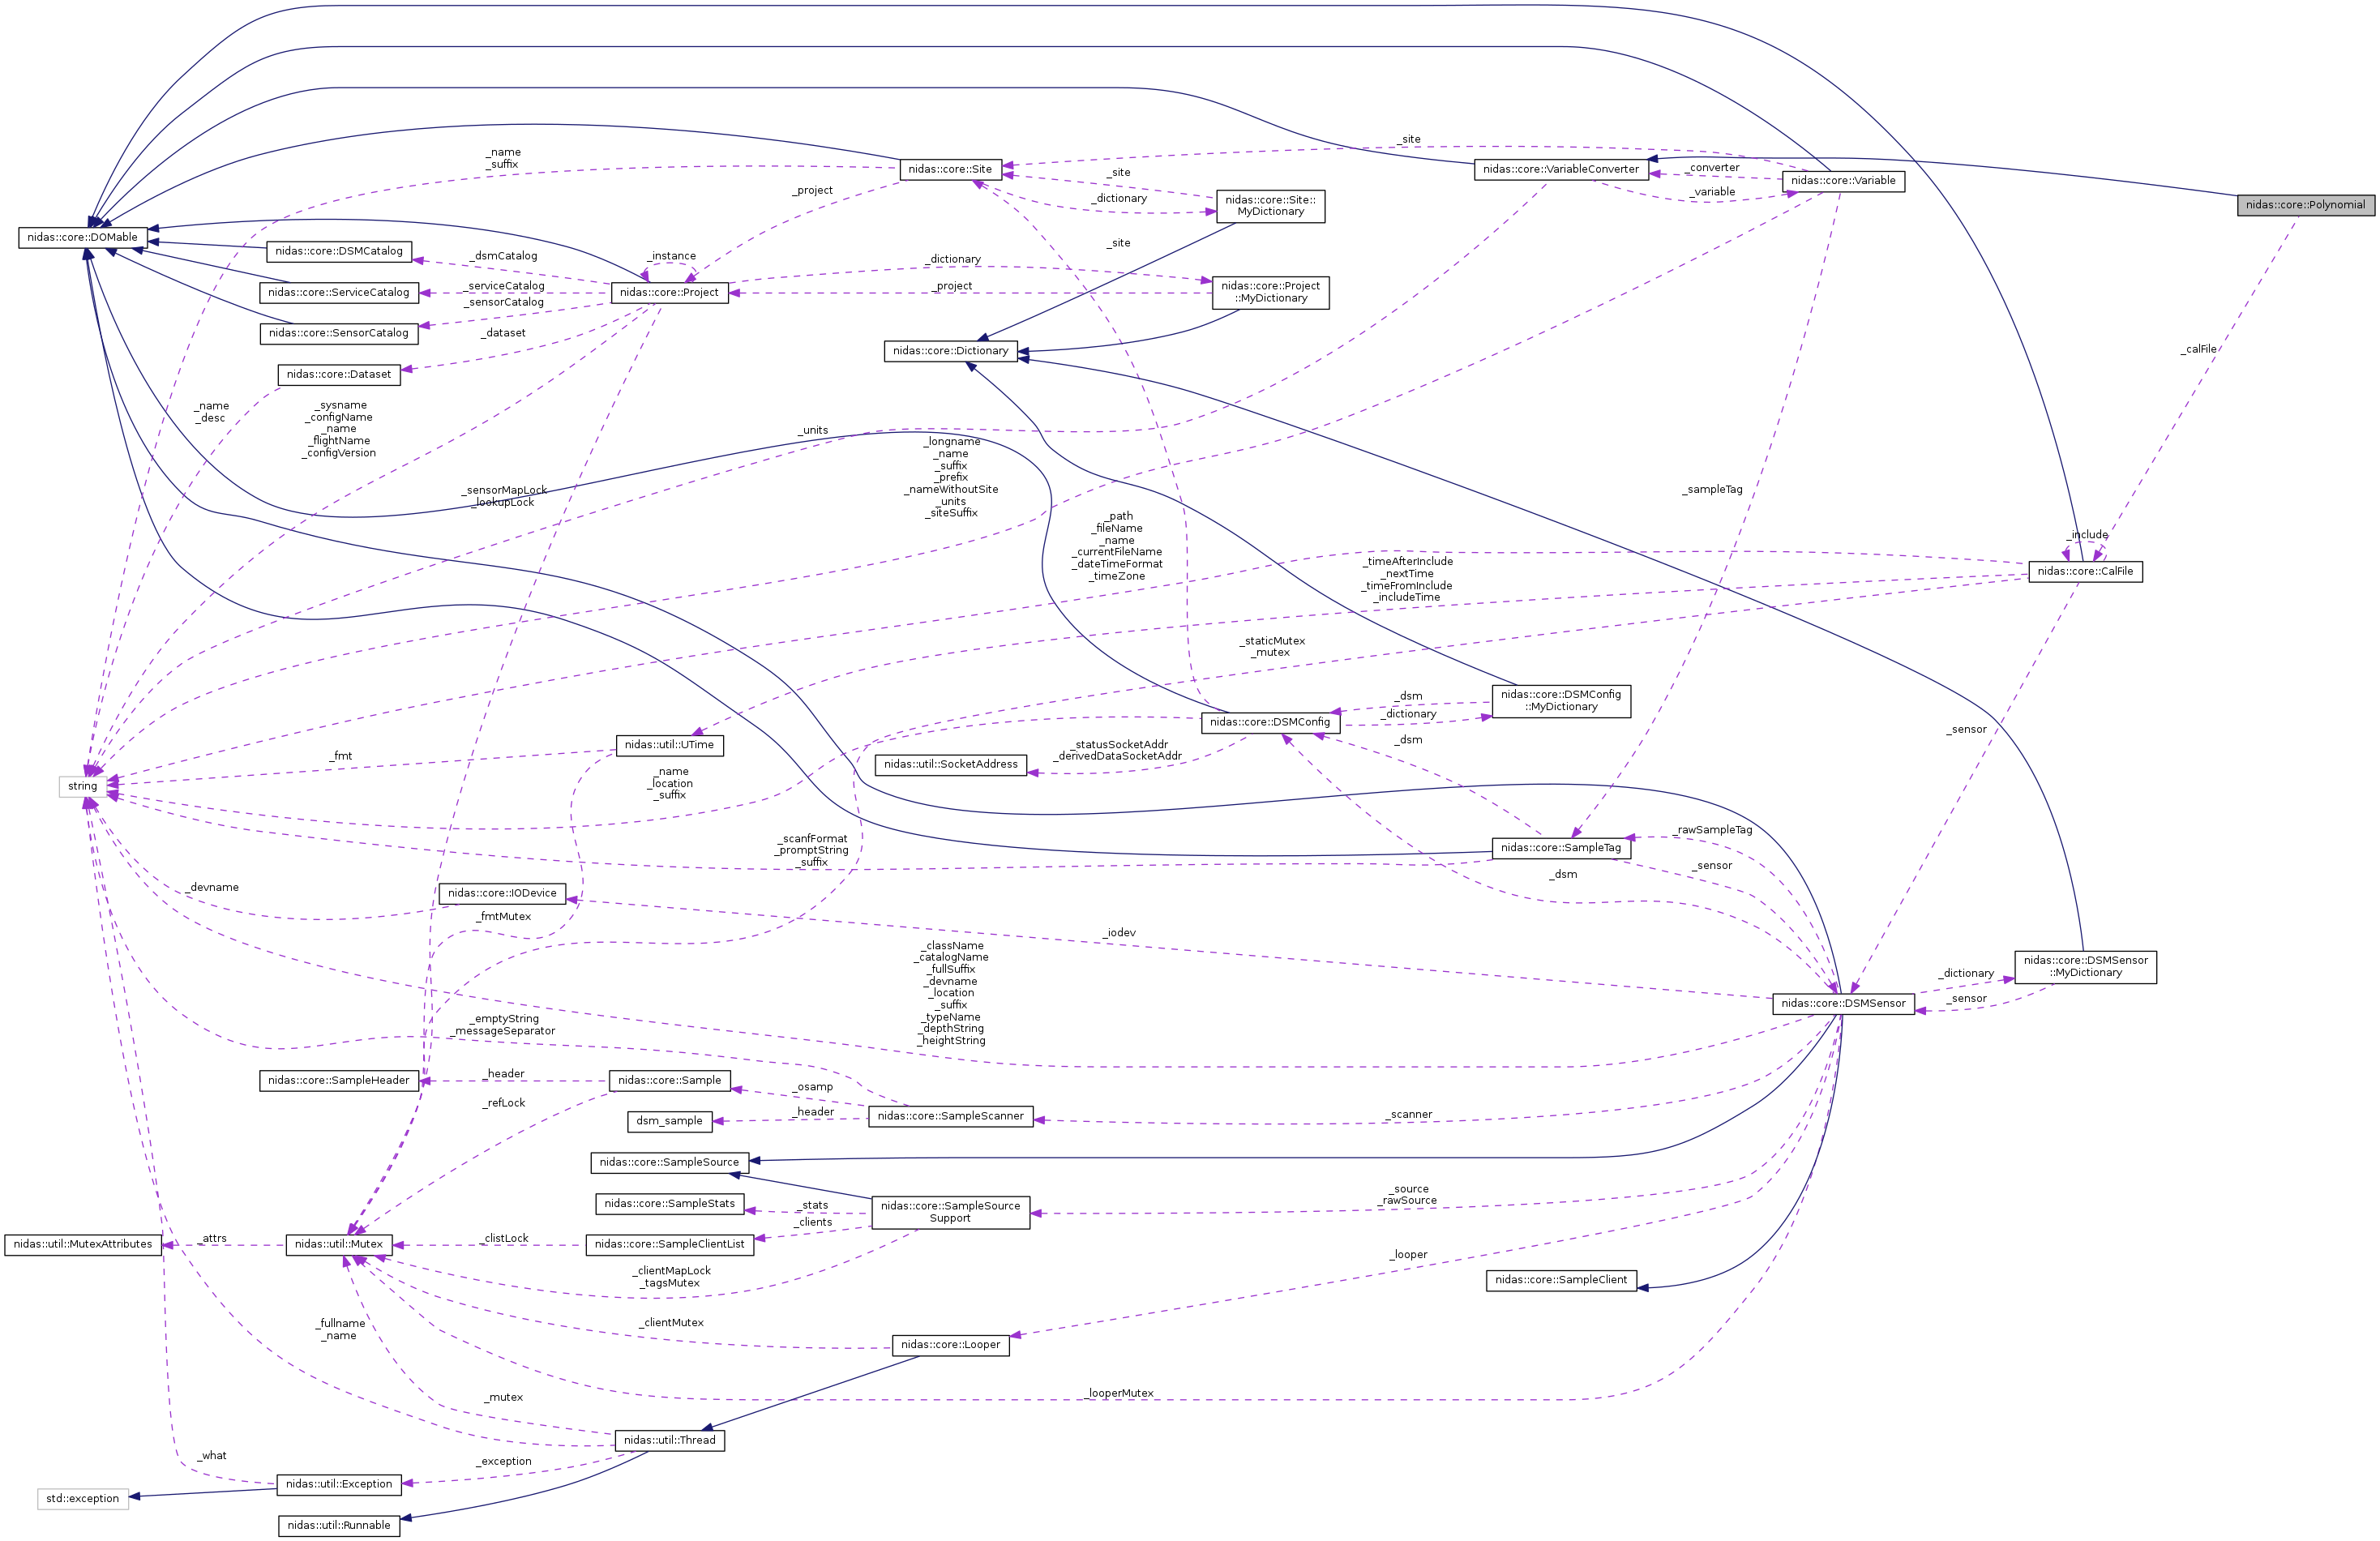 _name
_suffix
_site
nidas::core::Site
nidas::core::VariableConverter
_converter
nidas::core::Variable
_project
_site
_dictionary
_variable
nidas::core::Site::
MyDictionary
nidas::core::Polynomial
nidas::core::DOMable
nidas::core::DSMCatalog
_dsmCatalog
_instance
_site
_dictionary
nidas::core::ServiceCatalog
_serviceCatalog
nidas::core::Project
_project
nidas::core::Project
::MyDictionary
_sensorCatalog
nidas::core::SensorCatalog
_dataset
nidas::core::Dictionary
_calFile
nidas::core::Dataset
_name
_desc
_sysname
_configName
_name
_flightName
_configVersion
_units
_longname
_name
_suffix
_prefix
_nameWithoutSite
_units
_siteSuffix
_sensorMapLock
_lookupLock
_sampleTag
_path
_fileName
_name
_currentFileName
_dateTimeFormat
_timeZone
_include
_timeAfterInclude
_nextTime
_timeFromInclude
_includeTime
nidas::core::CalFile
_staticMutex
_mutex
_dsm
nidas::core::DSMConfig
::MyDictionary
nidas::core::DSMConfig
_dictionary
_sensor
nidas::util::UTime
_fmt
_statusSocketAddr
_derivedDataSocketAddr
_dsm
nidas::util::SocketAddress
string
_name
_location
_suffix
_scanfFormat
_promptString
_suffix
_rawSampleTag
nidas::core::SampleTag
_sensor
_dsm
_devname
nidas::core::IODevice
_fmtMutex
_iodev
_className
_catalogName
_fullSuffix
_devname
_location
_suffix
_typeName
_depthString
_heightString
nidas::core::DSMSensor
::MyDictionary
_dictionary
_sensor
nidas::core::DSMSensor
_emptyString
_messageSeparator
nidas::core::SampleHeader
_header
nidas::core::Sample
_osamp
_refLock
dsm_sample
_header
nidas::core::SampleScanner
_scanner
nidas::core::SampleSource
nidas::core::SampleStats
_stats
nidas::core::SampleSource
Support
_source
_rawSource
_clients
nidas::util::MutexAttributes
_attrs
nidas::util::Mutex
_clistLock
nidas::core::SampleClientList
_looper
_clientMapLock
_tagsMutex
nidas::core::SampleClient
_fullname
_name
_clientMutex
nidas::core::Looper
_mutex
_looperMutex
nidas::util::Thread
_what
_exception
nidas::util::Exception
std::exception
nidas::util::Runnable